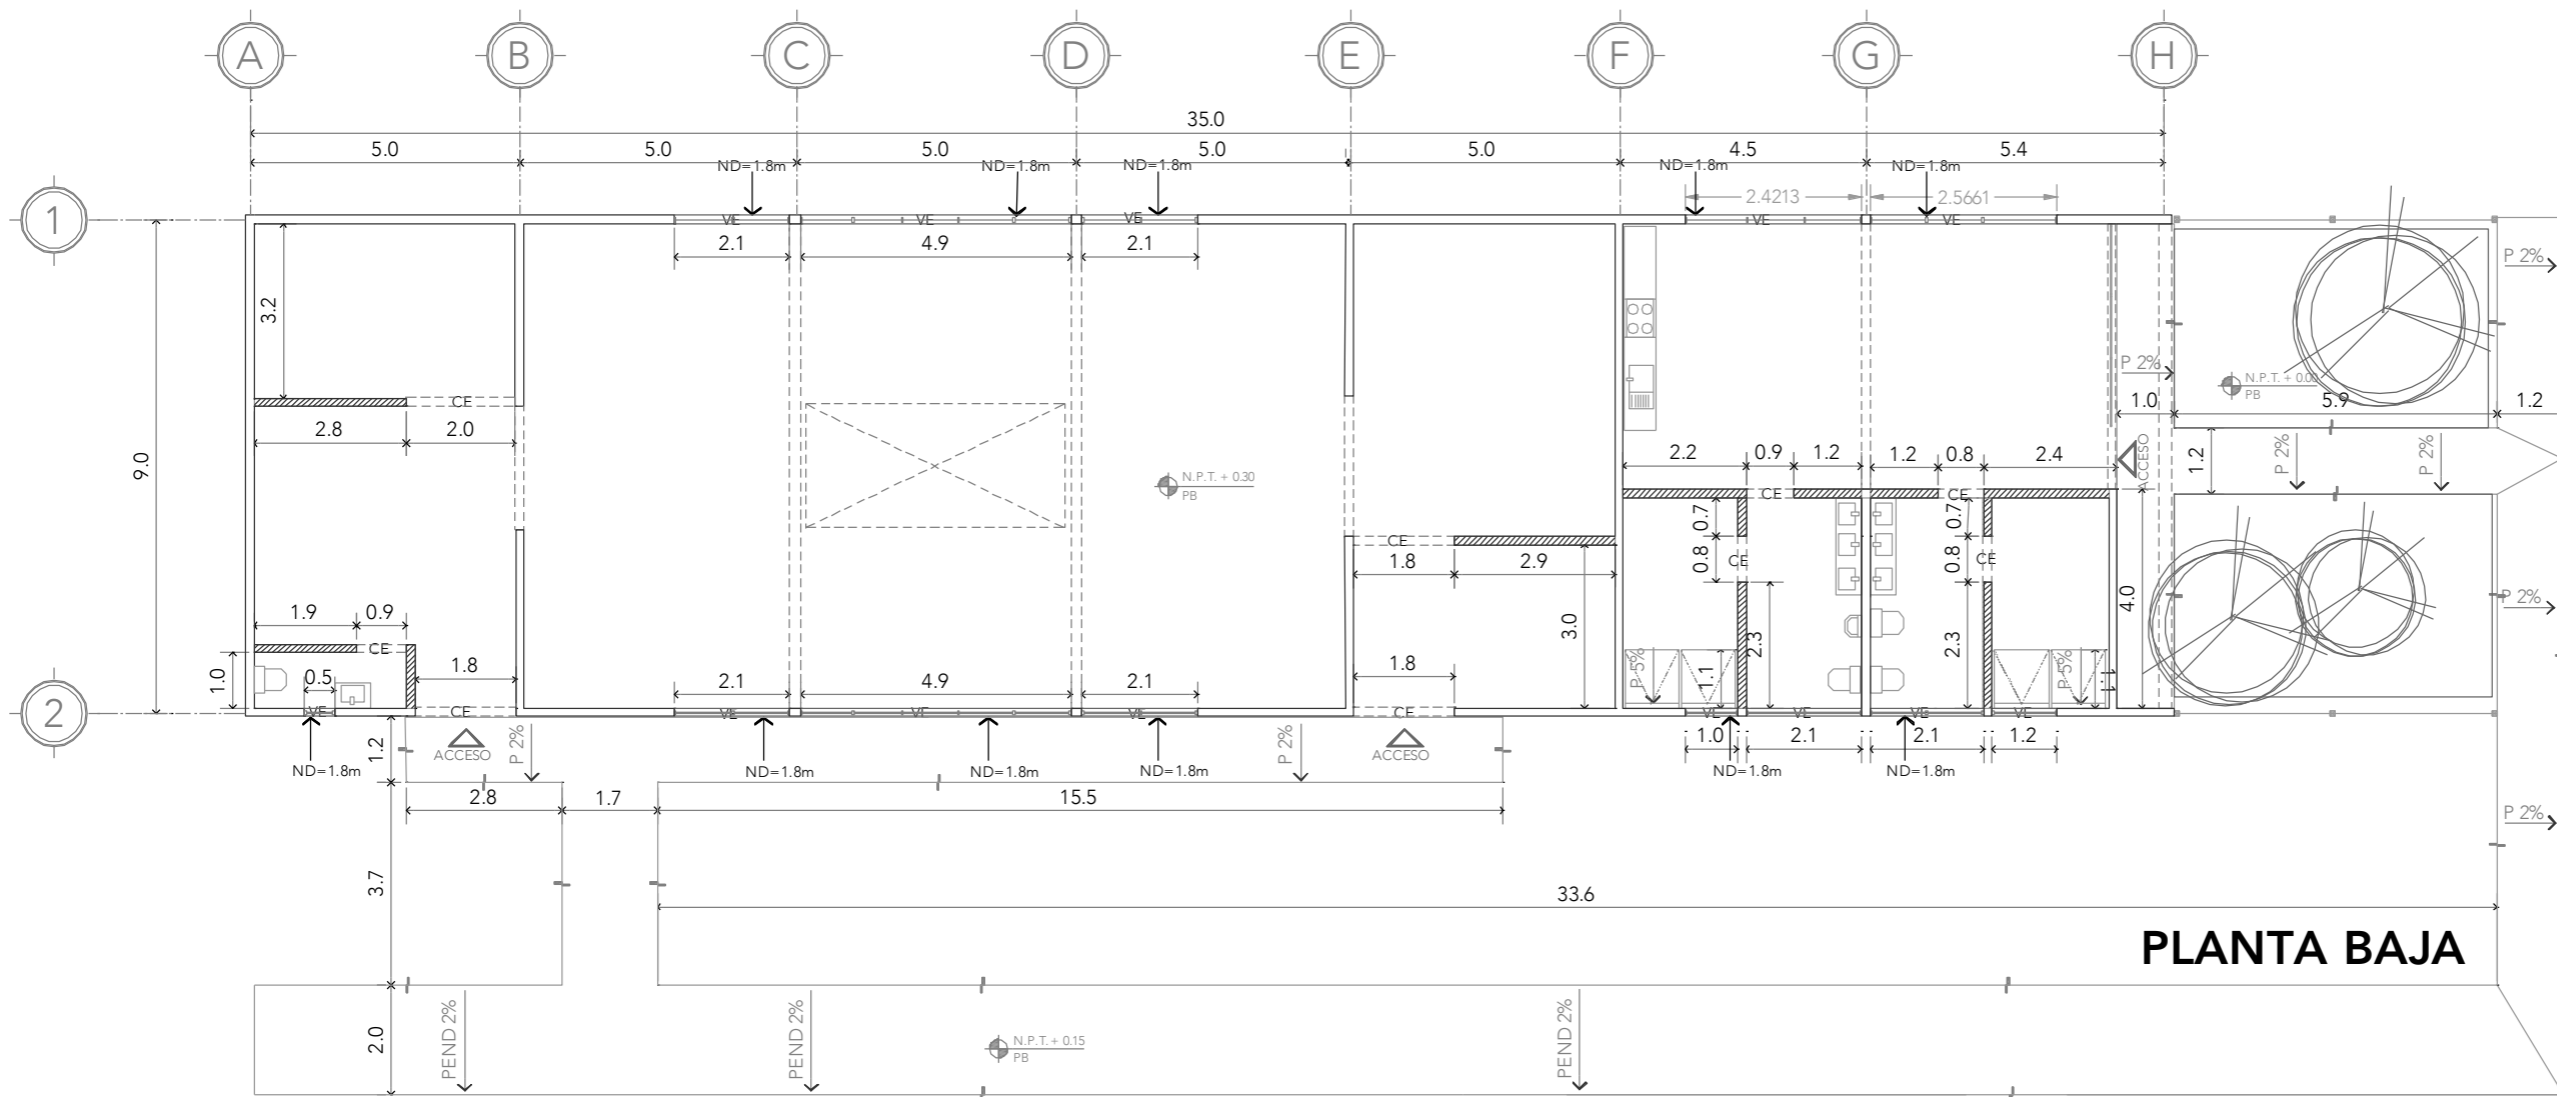 A B C D E F G H
35.0
5.0 5.0 5.0 5.0 5.0 4.5 5.4
ND=1.8m ND=1.8m ND=1.8m ND=1.8m ND=1.8m
2.4213 2.5661
1
VE VE VE VE VE
2.1 4.9 2.1
P 2%
3.2
P 2%
N.P.T. + 0.00
PB
CE
1.0 5.9 1.2
2.8 2.0
9.0
2.2 0.9 1.2 1.2 0.8 2.4
ACCESO
1.2
P 2% P 2%
N.P.T. + 0.30
PB
CE CE
0.7 0.7
CE
0.8 CE 0.8 CE
1.8 2.9
4.0
P 2%
1.9 0.9
3.0
CE
2.3 2.3
1.8
1.0 0.5
1.8
P 5% 1.1 P 5%
2.1 4.9 2.1
2
VE CE VE VE VE CE VE VE VE VE
1.2
ACCESO P 2% P 2% ACCESO
1.0 2.1 2.1 1.2
ND=1.8m ND=1.8m ND=1.8m ND=1.8m ND=1.8m ND=1.8m
2.8 1.7 15.5
P 2%
3.7
33.6
PLANTA BAJA
2.0
PEND 2% PEND 2% PEND 2%
N.P.T. + 0.15
PB